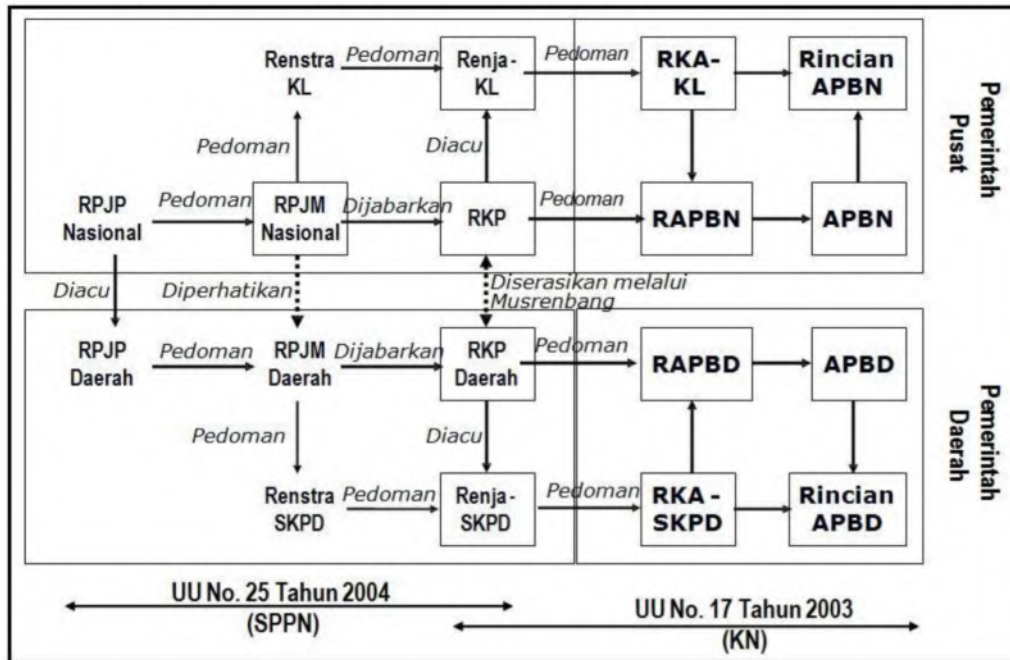 Renstra
KL
Pedoman
Renja-
KL
Pedoman
RKA-
KL
Rincian
APBN
Pedoman
Diacu
RPJP
Nasional
Pedoman
RPJM
Nasional
Dijabarkan
RKP
Pedoman
RAPBN
APBN
Pemerintah
Pusat
Diacu
Diperhatikan
Diserasikan melalui
Musrenbang
RPJP
Daerah
Pedoman
RPJM
Daerah
Dijabarkan
RKP
Daerah
Pedoman
RAPBD
APBD
Pedoman
Diacu
Renstra
SKPD
Pedoman
Renja-
SKPD
Pedoman
RKA -
SKPD
Rincian
APBD
Pemerintah
Daerah
UU No. 25 Tahun 2004
(SPPN)
UU No. 17 Tahun 2003
(KN)